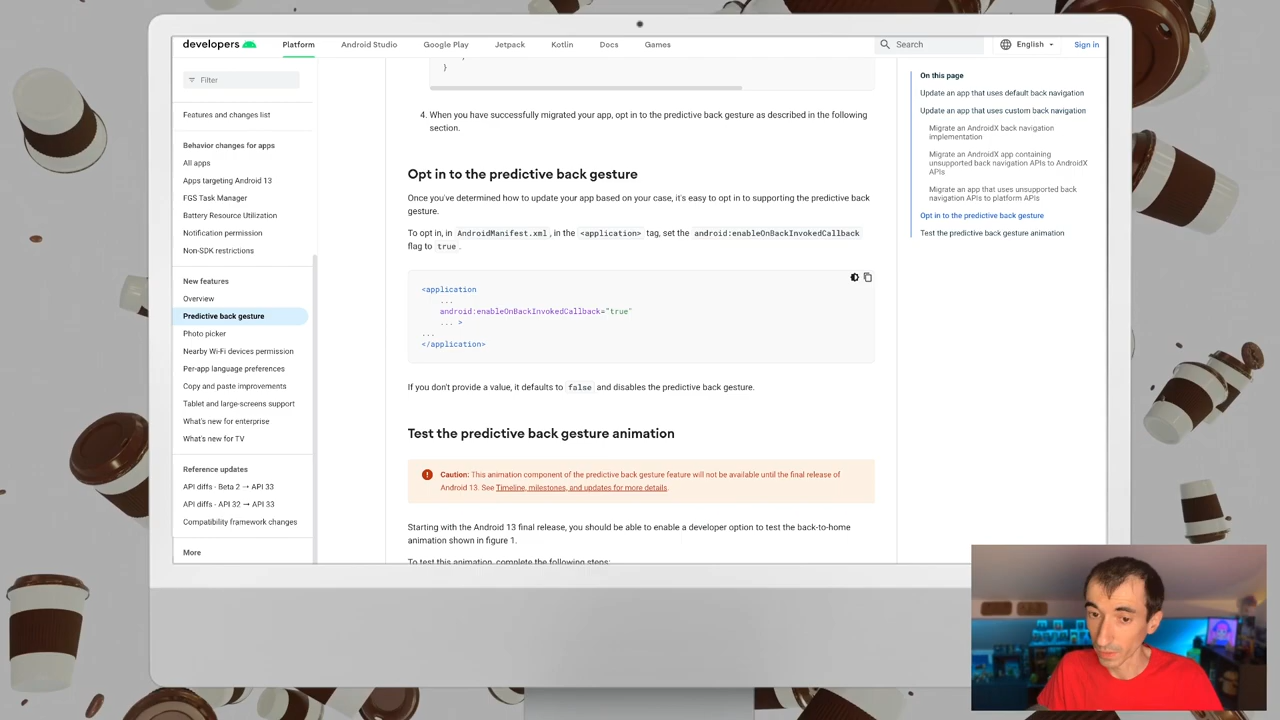 developers
Platform
Android Studio
Google Play
Jetpack
Kotlin
Docs
Games
Search
English
Sign in
Filter
Features and changes list
Behavior changes for apps
All apps
Apps targeting Android 13
FGS Task Manager
Battery Resource Utilization
Notification permission
Non-SDK restrictions
New features
Overview
Predictive back gesture
Photo picker
Nearby Wi-Fi devices permission
Per-app language preferences
Copy and paste improvements
Tablet and large-screens support
What's new for enterprise
What's new for TV
Reference updates
API diffs · Beta 2 → API 33
API diffs · API 32 → API 33
Compatibility framework changes
More
}
4. When you have successfully migrated your app, opt in to the predictive back gesture as described in the following
section.
Opt in to the predictive back gesture
Once you've determined how to update your app based on your case, it's easy to opt in to supporting the predictive back
gesture.
To opt in, in AndroidManifest.xml, in the <application> tag, set the android:enableOnBackInvokedCallback
flag to true.
<application
...
android:enableOnBackInvokedCallback="true"
... >
...
</application>
If you don't provide a value, it defaults to false and disables the predictive back gesture.
Test the predictive back gesture animation
Caution: This animation component of the predictive back gesture feature will not be available until the final release of
Android 13. See Timeline, milestones, and updates for more details.
Starting with the Android 13 final release, you should be able to enable a developer option to test the back-to-home
animation shown in figure 1.
To test this animation, complete the following steps:
On this page
Update an app that uses default back navigation
Update an app that uses custom back navigation
Migrate an AndroidX back navigation
implementation
Migrate an AndroidX app containing
unsupported back navigation APIs to AndroidX
APIs
Migrate an app that uses unsupported back
navigation APIs to platform APIs
Opt in to the predictive back gesture
Test the predictive back gesture animation